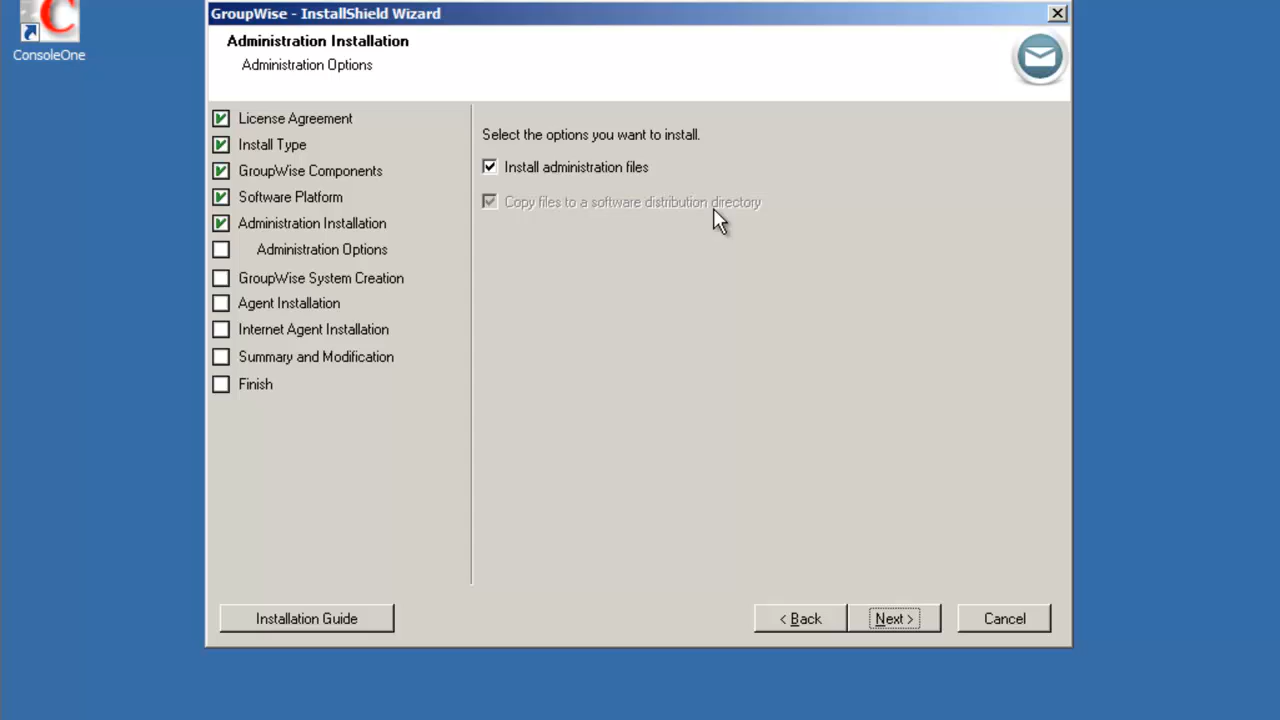 ConsoleOne
GroupWise - InstallShield Wizard
Administration Installation
Administration Options
License Agreement
Install Type
GroupWise Components
Software Platform
Administration Installation
Administration Options
GroupWise System Creation
Agent Installation
Internet Agent Installation
Summary and Modification
Finish
Select the options you want to install.
Install administration files
Copy files to a software distribution directory
Installation Guide
< Back
Next >
Cancel